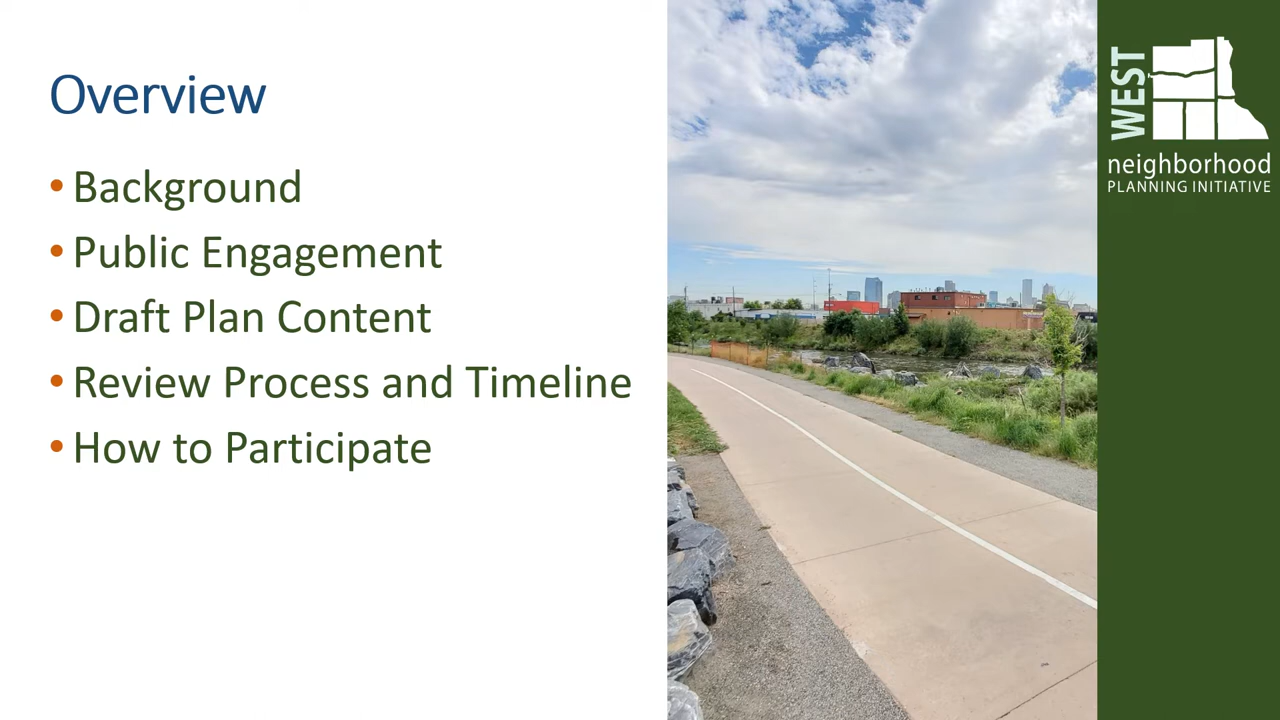 Overview
• Background
• Public Engagement
• Draft Plan Content
• Review Process and Timeline
• How to Participate
WEST
neighborhood
PLANNING INITIATIVE